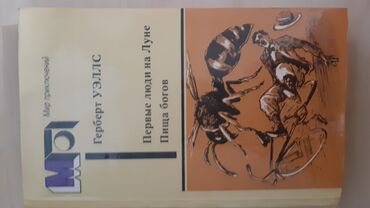 Мир приключений
Герберт УЭЛЛС
Первые люди на Луне
Пища богов